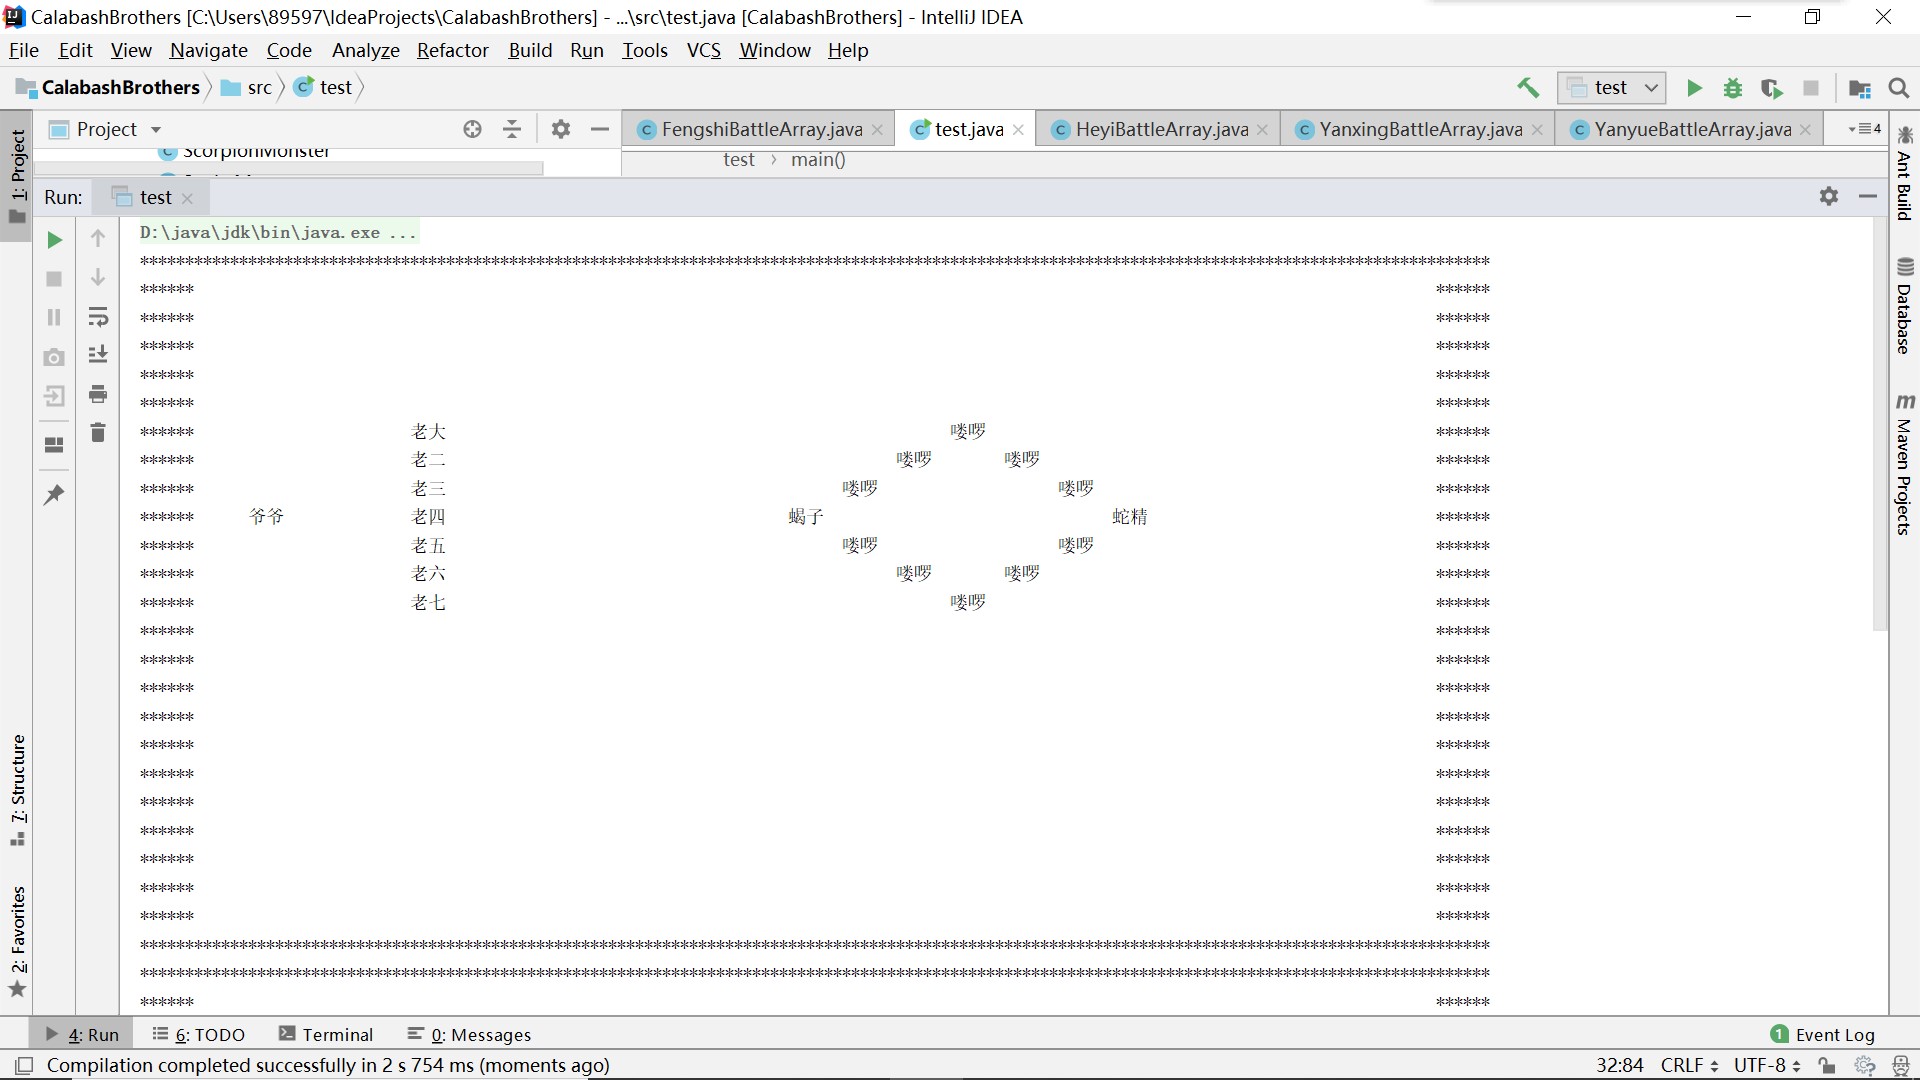 CalabashBrothers [C:\Users\89597\IdeaProjects\CalabashBrothers] - ...\src\test.java [CalabashBrothers] - IntelliJ IDEA
File Edit View Navigate Code Analyze Refactor Build Run Tools VCS Window Help
CalabashBrothers src test test
1: Project
Project FengshiBattleArray.java test.java HeyiBattleArray.java YanxingBattleArray.java YanyueBattleArray.java 4
ScorpionMonster test main()
Run: test
Ant Build
Database
Maven Projects
D:\java\jdk\bin\java.exe ...
******************************************************************************************************************************************************
****** ******
****** ******
****** ******
****** ******
****** ******
****** 老大 喽啰 ******
****** 老二 喽啰 喽啰 ******
****** 老三 喽啰 喽啰 ******
****** 爷爷 老四 蝎子 蛇精 ******
****** 老五 喽啰 喽啰 ******
****** 老六 喽啰 喽啰 ******
****** 老七 喽啰 ******
****** ******
****** ******
****** ******
****** ******
****** ******
****** ******
****** ******
****** ******
****** ******
****** ******
****** ******
******************************************************************************************************************************************************
******************************************************************************************************************************************************
****** ******
7: Structure
2: Favorites
4: Run 6: TODO Terminal 0: Messages 1 Event Log
Compilation completed successfully in 2 s 754 ms (moments ago) 32:84 CRLF UTF-8